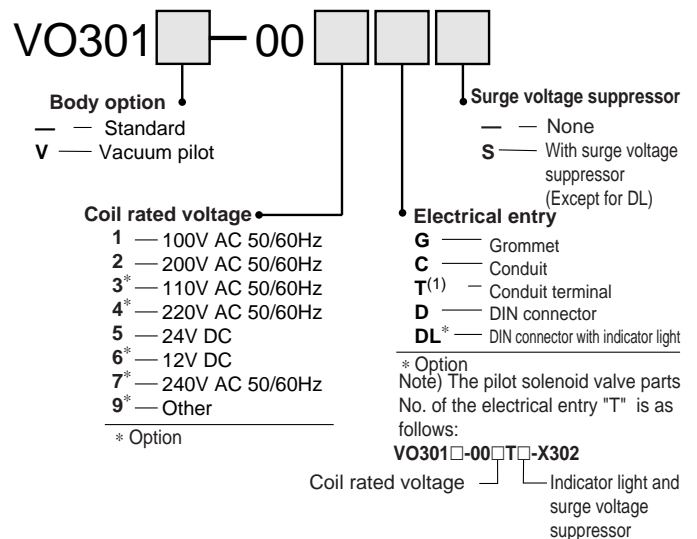 VO301□—00□□□
Body option
— — Standard
V — Vacuum pilot
Surge voltage suppressor
— — None
S — With surge voltage
suppressor
(Except for DL)
Coil rated voltage
1 — 100V AC 50/60Hz
2 — 200V AC 50/60Hz
3* — 110V AC 50/60Hz
4* — 220V AC 50/60Hz
5 — 24V DC
6* — 12V DC
7* — 240V AC 50/60Hz
9* — Other
* Option
Electrical entry
G — Grommet
C — Conduit
T(1) — Conduit terminal
D — DIN connector
DL* — DIN connector with indicator light
* Option
Note) The pilot solenoid valve parts
No. of the electrical entry "T" is as
follows:
VO301□-00□T□-X302
Coil rated voltage
Indicator light and
surge voltage
suppressor